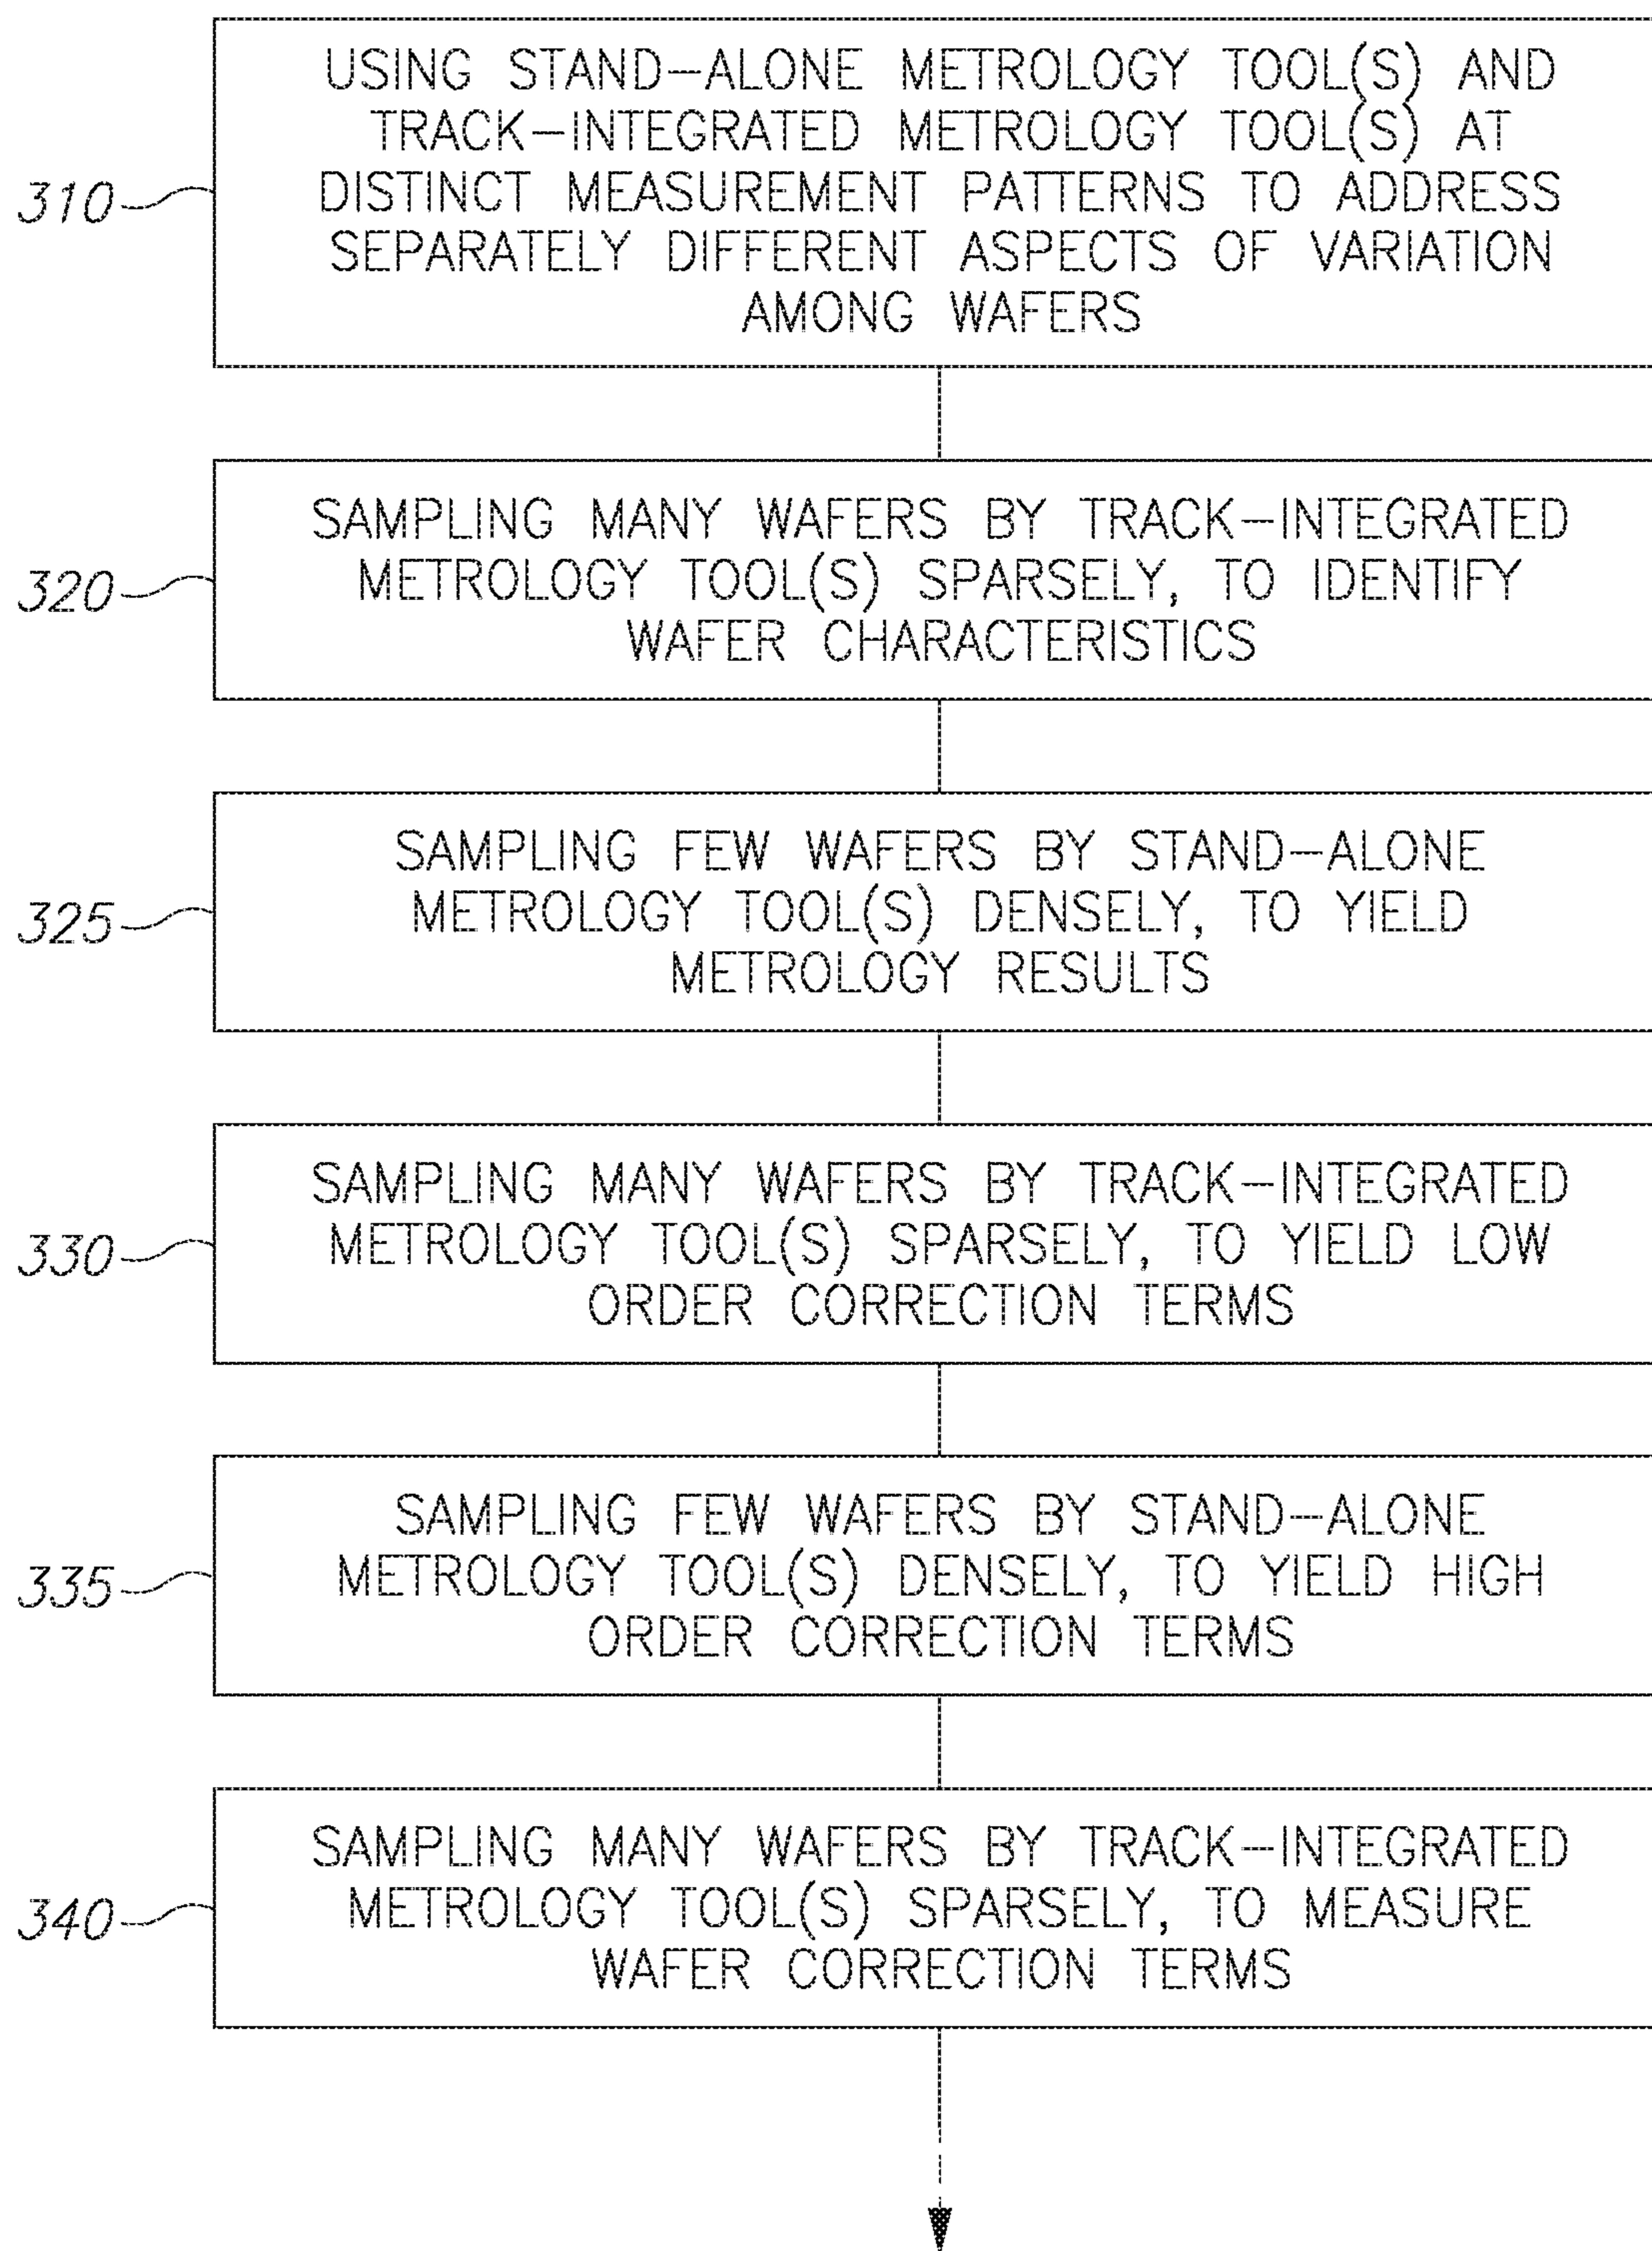 USING STAND-ALONE METROLOGY TOOL(S) AND
TRACK-INTEGRATED METROLOGY TOOL(S) AT
310
DISTINCT MEASUREMENT PATTERNS TO ADDRESS
SEPARATELY DIFFERENT ASPECTS OF VARIATION
AMONG WAFERS
SAMPLING MANY WAFERS BY TRACK-INTEGRATED
320
METROLOGY TOOL(S) SPARSELY, TO IDENTIFY
WAFER CHARACTERISTICS
SAMPLING FEW WAFERS BY STAND-ALONE
325
METROLOGY TOOL(S) DENSELY, TO YIELD
METROLOGY RESULTS
SAMPLING MANY WAFERS BY TRACK-INTEGRATED
330
METROLOGY TOOL(S) SPARSELY, TO YIELD LOW
ORDER CORRECTION TERMS
SAMPLING FEW WAFERS BY STAND-ALONE
335
METROLOGY TOOL(S) DENSELY, TO YIELD HIGH
ORDER CORRECTION TERMS
SAMPLING MANY WAFERS BY TRACK-INTEGRATED
340
METROLOGY TOOL(S) SPARSELY, TO MEASURE
WAFER CORRECTION TERMS